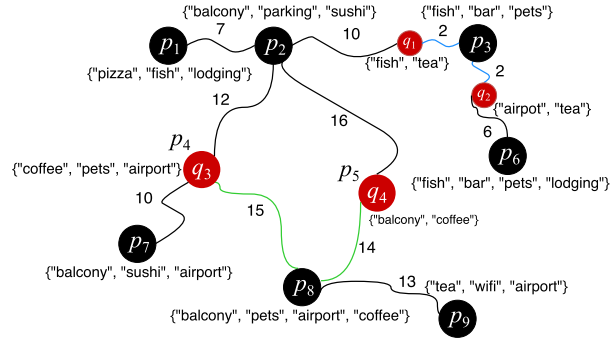 {"balcony", "parking", "sushi"}
{"fish", "bar", "pets"}
7
10
2
p1
p2
q1
p3
{"fish", "tea"}
{"pizza", "fish", "lodging"}
2
q2
{"airpot", "tea"}
12
16
6
p4
p5
p6
{"coffee", "pets", "airport"}
q3
q4
{"fish", "bar", "pets", "lodging"}
10
15
{"balcony", "coffee"}
p7
14
{"balcony", "sushi", "airport"}
p8
13
{"tea", "wifi", "airport"}
{"balcony", "pets", "airport", "coffee"}
p9